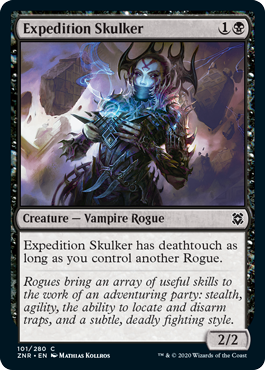 Expedition Skulker 1
Creature — Vampire Rogue
Expedition Skulker has deathtouch as
long as you control another Rogue.
Rogues bring an array of useful skills to
the work of an adventuring party: stealth,
agility, the ability to locate and disarm
traps, and a subtle, deadly fighting style.
2/2
101/280 C
ZNR • EN Mathias Kollros
™ & © 2020 Wizards of the Coast